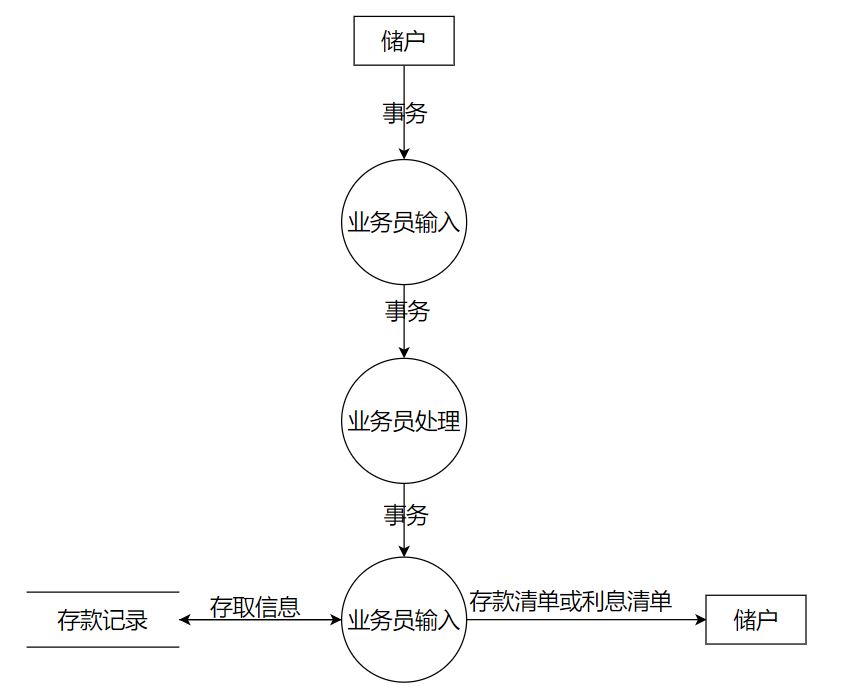 储户
事务
业务员输入
事务
业务员处理
事务
存款记录
存取信息
业务员输入
存款清单或利息清单
储户